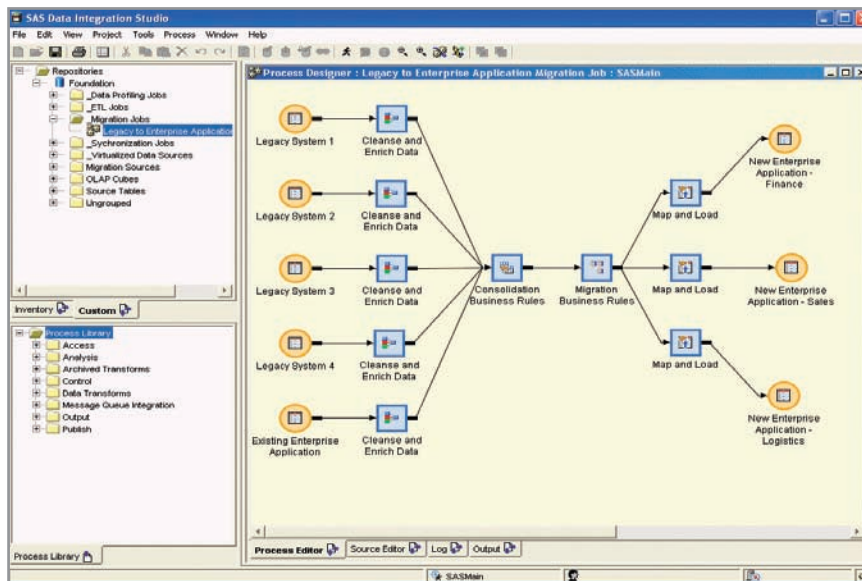 SAS Data Integration Studio
File Edit View Project Tools Process Window Help
Repositories
Foundation
_Data Profiling Jobs
_ETL Jobs
_Migration Jobs
Legacy to Enterprise Application
_Sychronization Jobs
_Virtualized Data Sources
Migration Sources
OLAP Cubes
Source Tables
Ungrouped
Inventory Custom
Process Library
Access
Analysis
Archived Transforms
Control
Data Transforms
Message Queue Integration
Output
Publish
Process Library
Process Designer : Legacy to Enterprise Application Migration Job : SASMain
Legacy System 1
Cleanse and
Enrich Data
Legacy System 2
Cleanse and
Enrich Data
Legacy System 3
Cleanse and
Enrich Data
Legacy System 4
Cleanse and
Enrich Data
Existing Enterprise
Application
Cleanse and
Enrich Data
Consolidation
Business Rules
Migration
Business Rules
Map and Load
Map and Load
Map and Load
New Enterprise
Application -
Finance
New Enterprise
Application - Sales
New Enterprise
Application -
Logistics
Process Editor Source Editor Log Output
SASMain